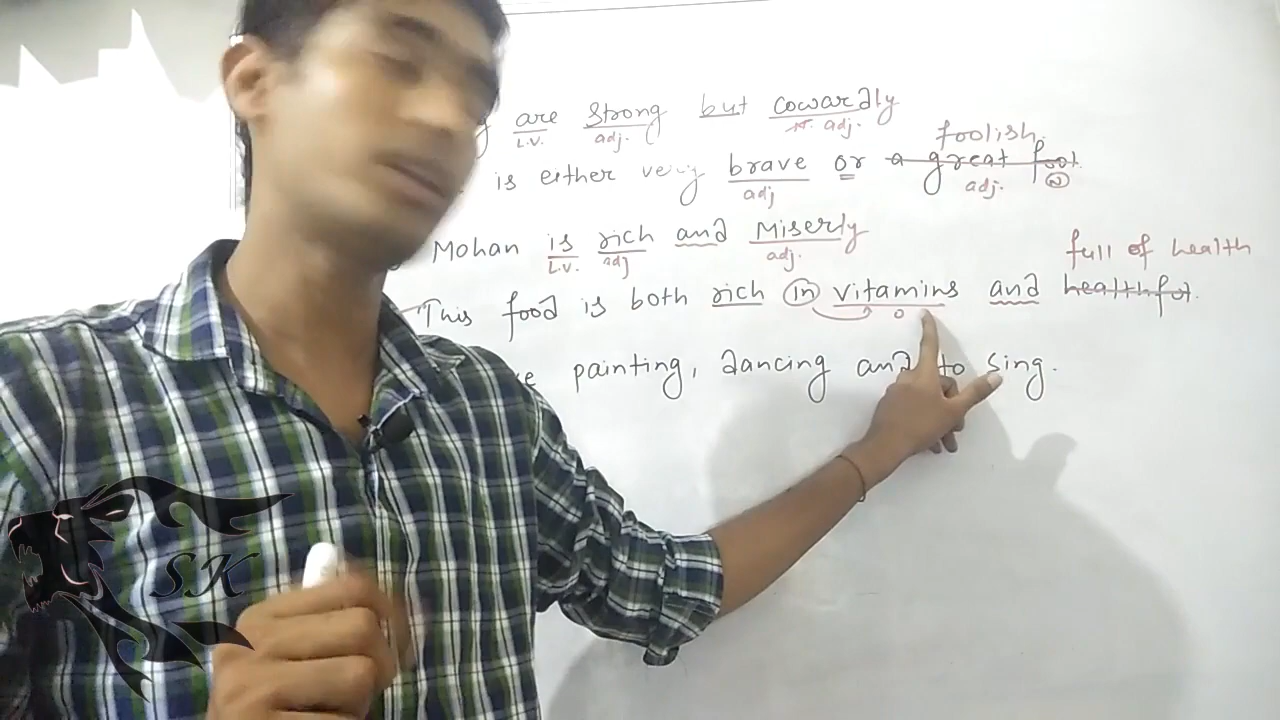 are strong but cowardly
L.V. adj. N. adj.
foolish.
is either very brave or a great fool.
adj adj. N
Mohan is rich and Miserly
L.V. adj adj.
full of health
This food is both rich in vitamins and healthful.
O
painting, dancing and to sing.
SK